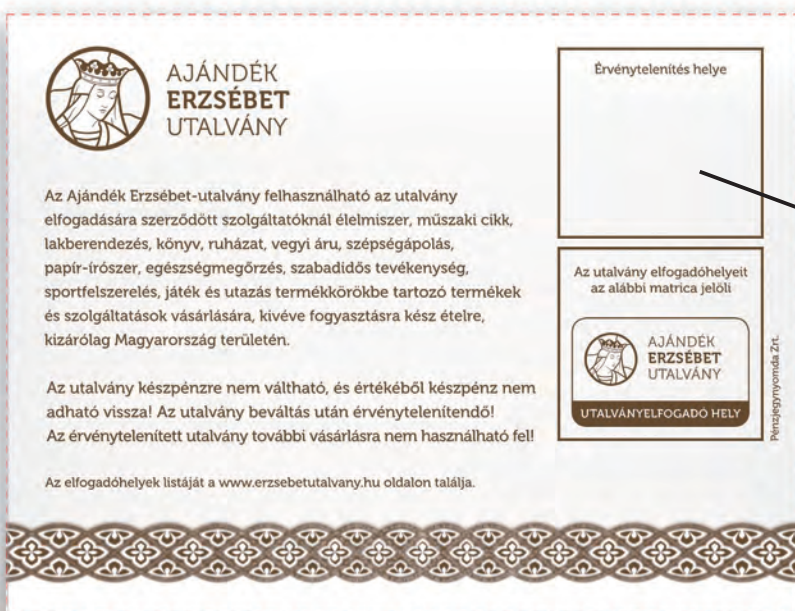 AJÁNDÉK
ERZSÉBET
UTALVÁNY
Az Ajándék Erzsébet-utalvány felhasználható az utalvány
elfogadására szerződött szolgáltatóknál élelmiszer, műszaki cikk,
lakberendezés, könyv, ruházat, vegyi áru, szépségápolás,
papír-írószer, egészségmegőrzés, szabadidős tevékenység,
sportfelszerelés, játék és utazás termékkörökbe tartozó termékek
és szolgáltatások vásárlására, kivéve fogyasztásra kész ételre,
kizárólag Magyarország területén.
Az utalvány készpénzre nem váltható, és értékéből készpénz nem
adható vissza! Az utalvány beváltás után érvénytelenítendő!
Az érvénytelenített utalvány további vásárlásra nem használható fel!
Az elfogadóhelyek listáját a www.erzsebetutalvany.hu oldalon találja.
Érvénytelenítés helye
Az utalvány elfogadóhelyeit
az alábbi matrica jelöli
AJÁNDÉK
ERZSÉBET
UTALVÁNY
UTALVÁNYELFOGADÓ HELY
Pénzjegynyomda Zrt.